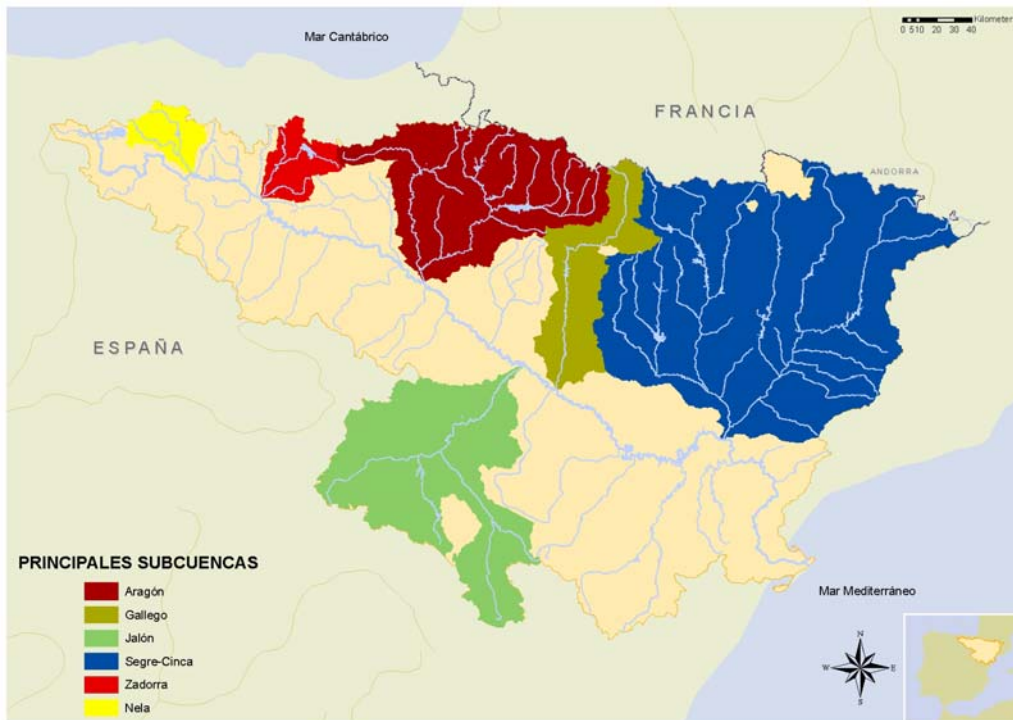 Mar Cantábrico
Kilometers
0 5 10 20 30 40
FRANCIA
ANDORRA
ESPAÑA
PRINCIPALES SUBCUENCAS
Aragón
Gallego
Jalón
Segre-Cinca
Zadorra
Nela
Mar Mediterráneo
N
W E
S